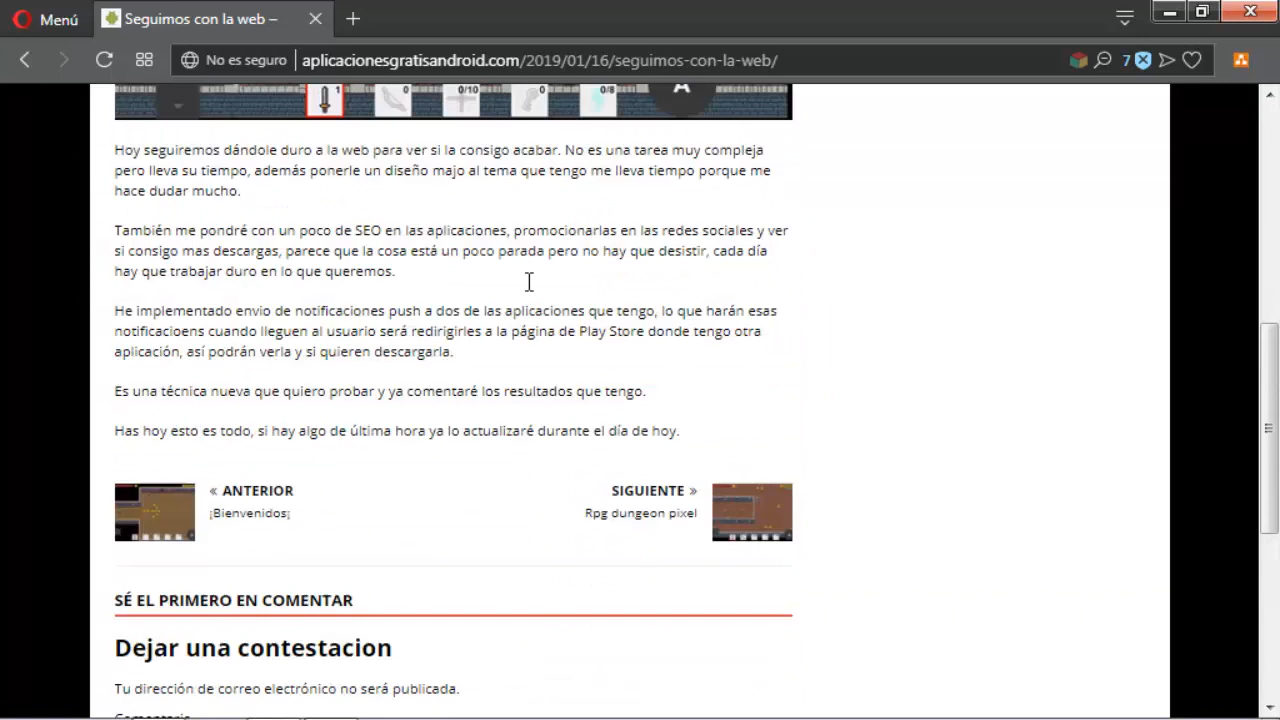 Menú
Seguimos con la web –
No es seguro
aplicacionesgratisandroid.com/2019/01/16/seguimos-con-la-web/
7
1
0
0/10
0
0/8
A
Hoy seguiremos dándole duro a la web para ver si la consigo acabar. No es una tarea muy compleja
pero lleva su tiempo, además ponerle un diseño majo al tema que tengo me lleva tiempo porque me
hace dudar mucho.
También me pondré con un poco de SEO en las aplicaciones, promocionarlas en las redes sociales y ver
si consigo mas descargas, parece que la cosa está un poco parada pero no hay que desistir, cada día
hay que trabajar duro en lo que queremos.
He implementado envio de notificaciones push a dos de las aplicaciones que tengo, lo que harán esas
notificacioens cuando lleguen al usuario será redirigirles a la página de Play Store donde tengo otra
aplicación, así podrán verla y si quieren descargarla.
Es una técnica nueva que quiero probar y ya comentaré los resultados que tengo.
Has hoy esto es todo, si hay algo de última hora ya lo actualizaré durante el día de hoy.
« ANTERIOR
¡Bienvenidos¡
SIGUIENTE »
Rpg dungeon pixel
SÉ EL PRIMERO EN COMENTAR
Dejar una contestacion
Tu dirección de correo electrónico no será publicada.
Comentario